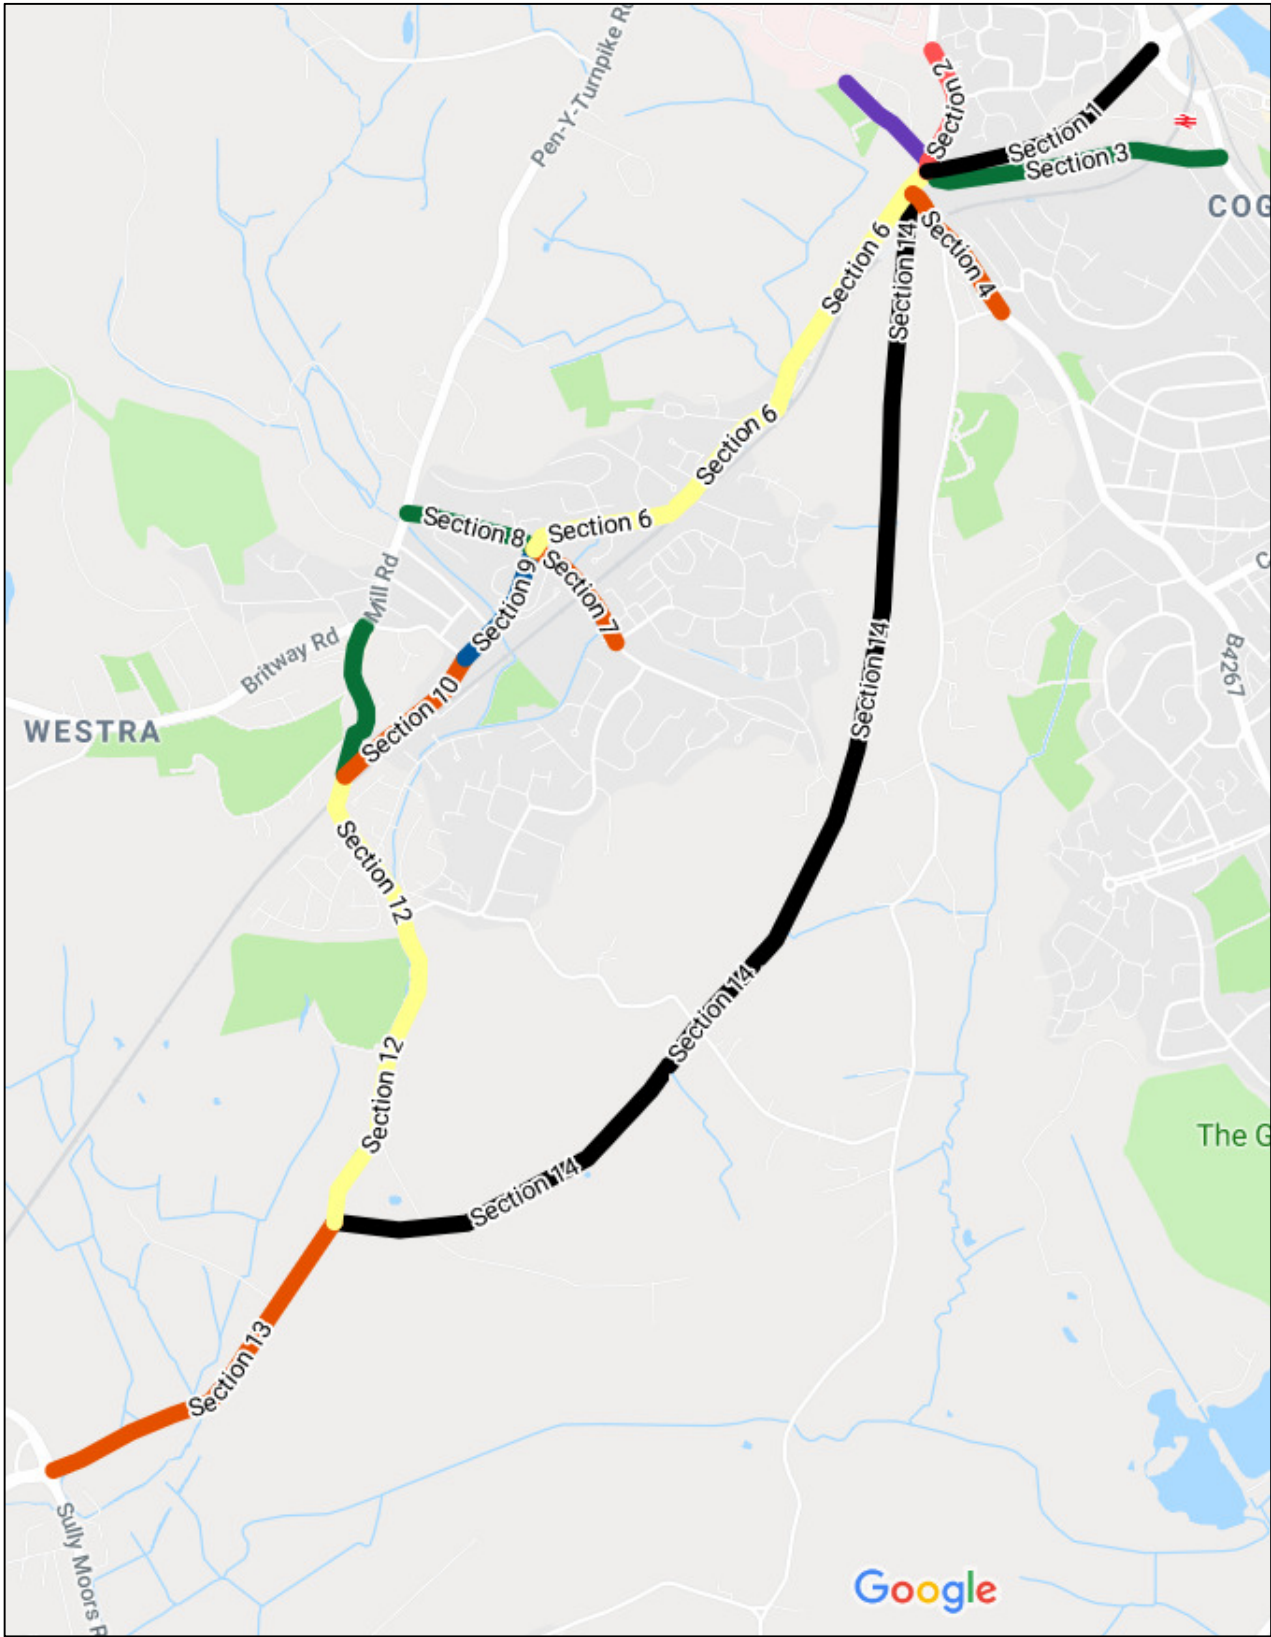 Pen-Y-Turnpike Rd
Section 2
Section 1
Section 3
COG
Section 6
Section 14
Section 4
Section 6
Section 8
Section 6
Section 9
Section 7
Mill Rd
Britway Rd
Section 10
WESTRA
Section 14
B4267
C
Section 12
Section 14
Section 12
The G
Section 14
Section 13
Sully Moors R
Google